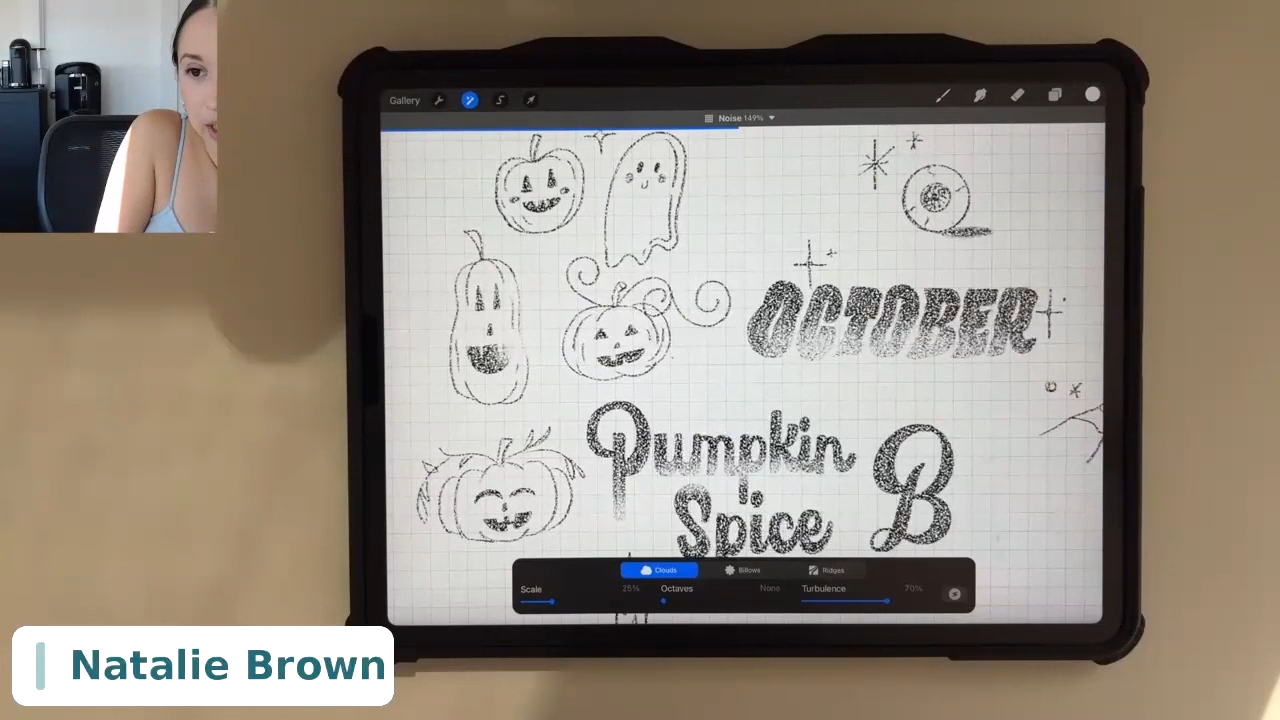 Gallery
Noise 149%
OCTOBER
Pumpkin
Spice
B
Clouds Billows Ridges
Scale 25% Octaves None Turbulence 70%
Natalie Brown